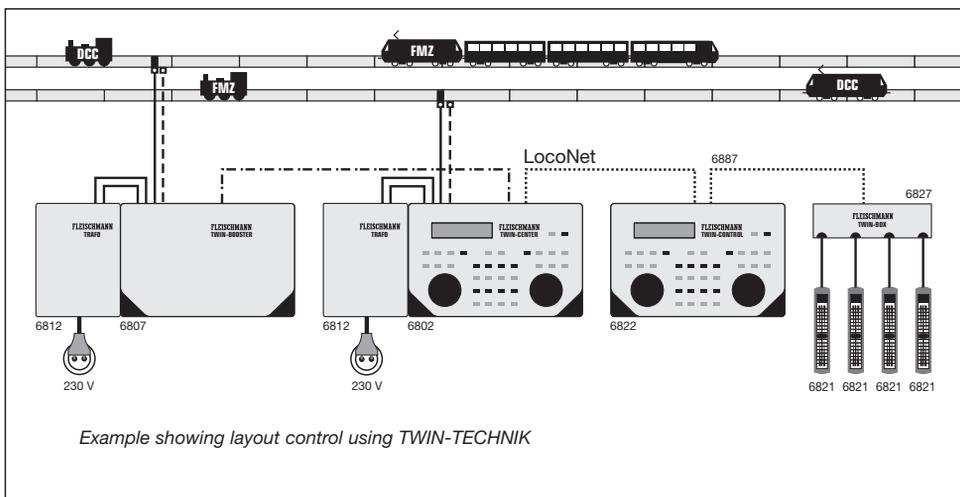 DCC
FMZ
FMZ
DCC
LocoNet
6887
6827
FLEISCHMANN
TRAFO
FLEISCHMANN
TWIN-BOOSTER
FLEISCHMANN
TRAFO
FLEISCHMANN
TWIN-CENTER
FLEISCHMANN
TWIN-CONTROL
FLEISCHMANN
TWIN-BOX
6812
6807
6812
6802
6822
230 V
230 V
6821
6821
6821
6821
Example showing layout control using TWIN-TECHNIK